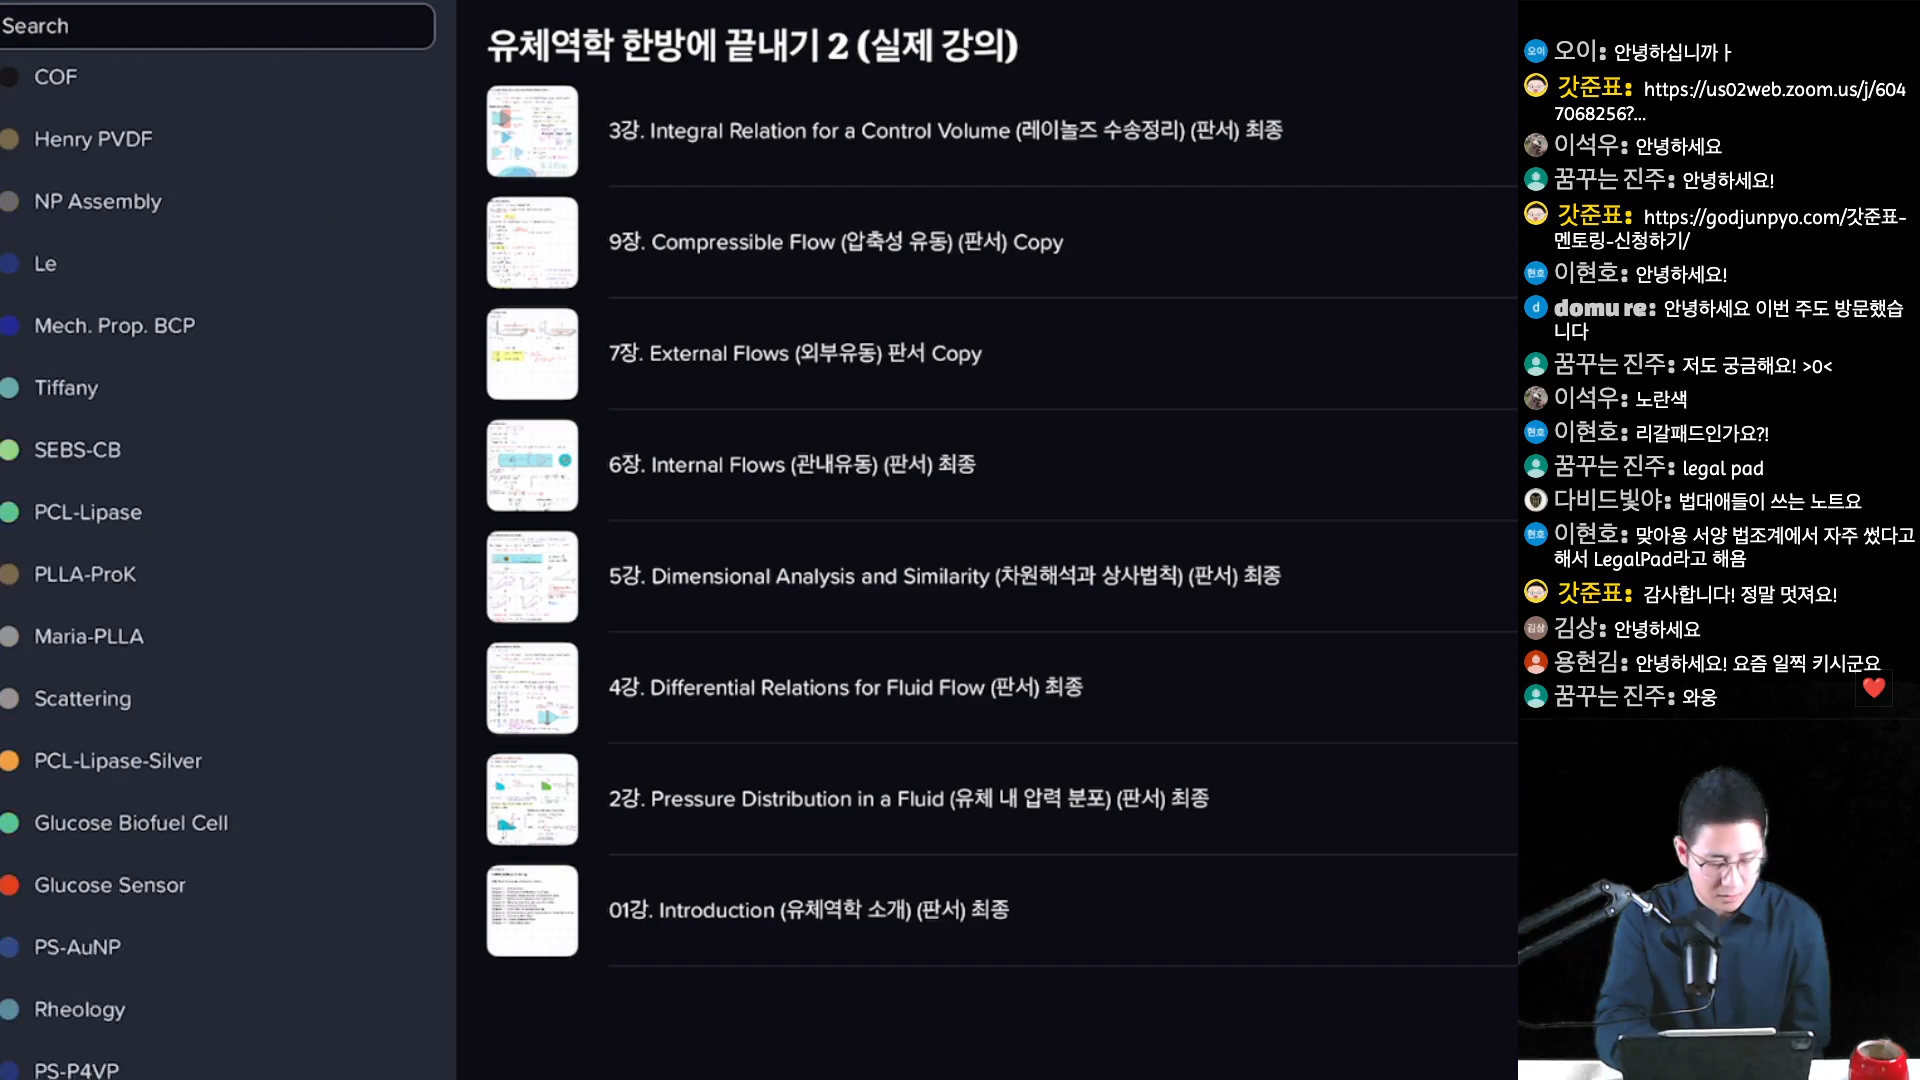 Search
COF
Henry PVDF
NP Assembly
Le
Mech. Prop. BCP
Tiffany
SEBS-CB
PCL-Lipase
PLLA-ProK
Maria-PLLA
Scattering
PCL-Lipase-Silver
Glucose Biofuel Cell
Glucose Sensor
PS-AuNP
Rheology
PS-P4VP
유체역학 한방에 끝내기 2 (실제 강의)
3강. Integral Relation for a Control Volume (레이놀즈 수송정리) (판서) 최종
9장. Compressible Flow (압축성 유동) (판서) Copy
7장. External Flows (외부유동) 판서 Copy
6장. Internal Flows (관내유동) (판서) 최종
5강. Dimensional Analysis and Similarity (차원해석과 상사법칙) (판서) 최종
4강. Differential Relations for Fluid Flow (판서) 최종
2강. Pressure Distribution in a Fluid (유체 내 압력 분포) (판서) 최종
01강. Introduction (유체역학 소개) (판서) 최종
오이 오이: 안녕하십니까ㅏ
갓준표: https://us02web.zoom.us/j/604
7068256?...
이석우: 안녕하세요
꿈꾸는 진주: 안녕하세요!
갓준표: https://godjunpyo.com/갓준표-
멘토링-신청하기/
현호 이현호: 안녕하세요!
d domu re: 안녕하세요 이번 주도 방문했습
니다
꿈꾸는 진주: 저도 궁금해요! >0<
이석우: 노란색
현호 이현호: 리갈패드인가요?!
꿈꾸는 진주: legal pad
다비드빛야: 법대애들이 쓰는 노트요
현호 이현호: 맞아용 서양 법조계에서 자주 썼다고
해서 LegalPad라고 해욤
갓준표: 감사합니다! 정말 멋져요!
김상 김상: 안녕하세요
용현김: 안녕하세요! 요즘 일찍 키시군요
꿈꾸는 진주: 와웅